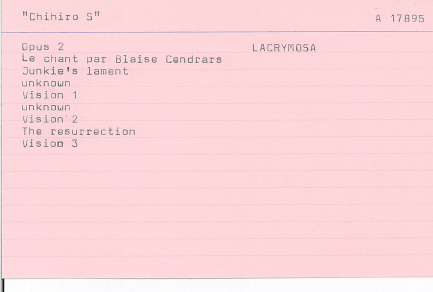 "Chihiro S" A 17895
Opus 2 LACRYMOSA
Le chant par Blaise Cendrars
Junkie's lament
unknown
Vision 1
unknown
Vision 2
The resurrection
Vision 3